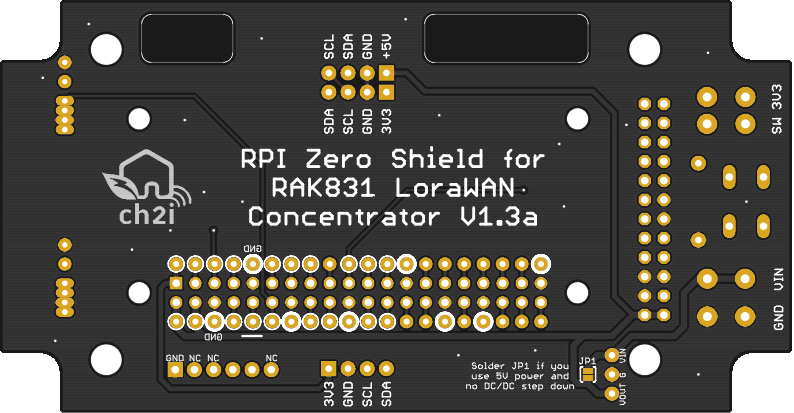 SCL SDA GND +5V
SDA SCL GND 3V3
SW 3V3
RPI Zero Shield for
RAK831 LoraWAN
Concentrator V1.3a
ch2i
GND
VIN
GND
GND
GND NC NC NC
3V3 GND SCL SDA
Solder JP1 if you
use 5V power and
no DC/DC step down
JP1
VIN
G
VOUT